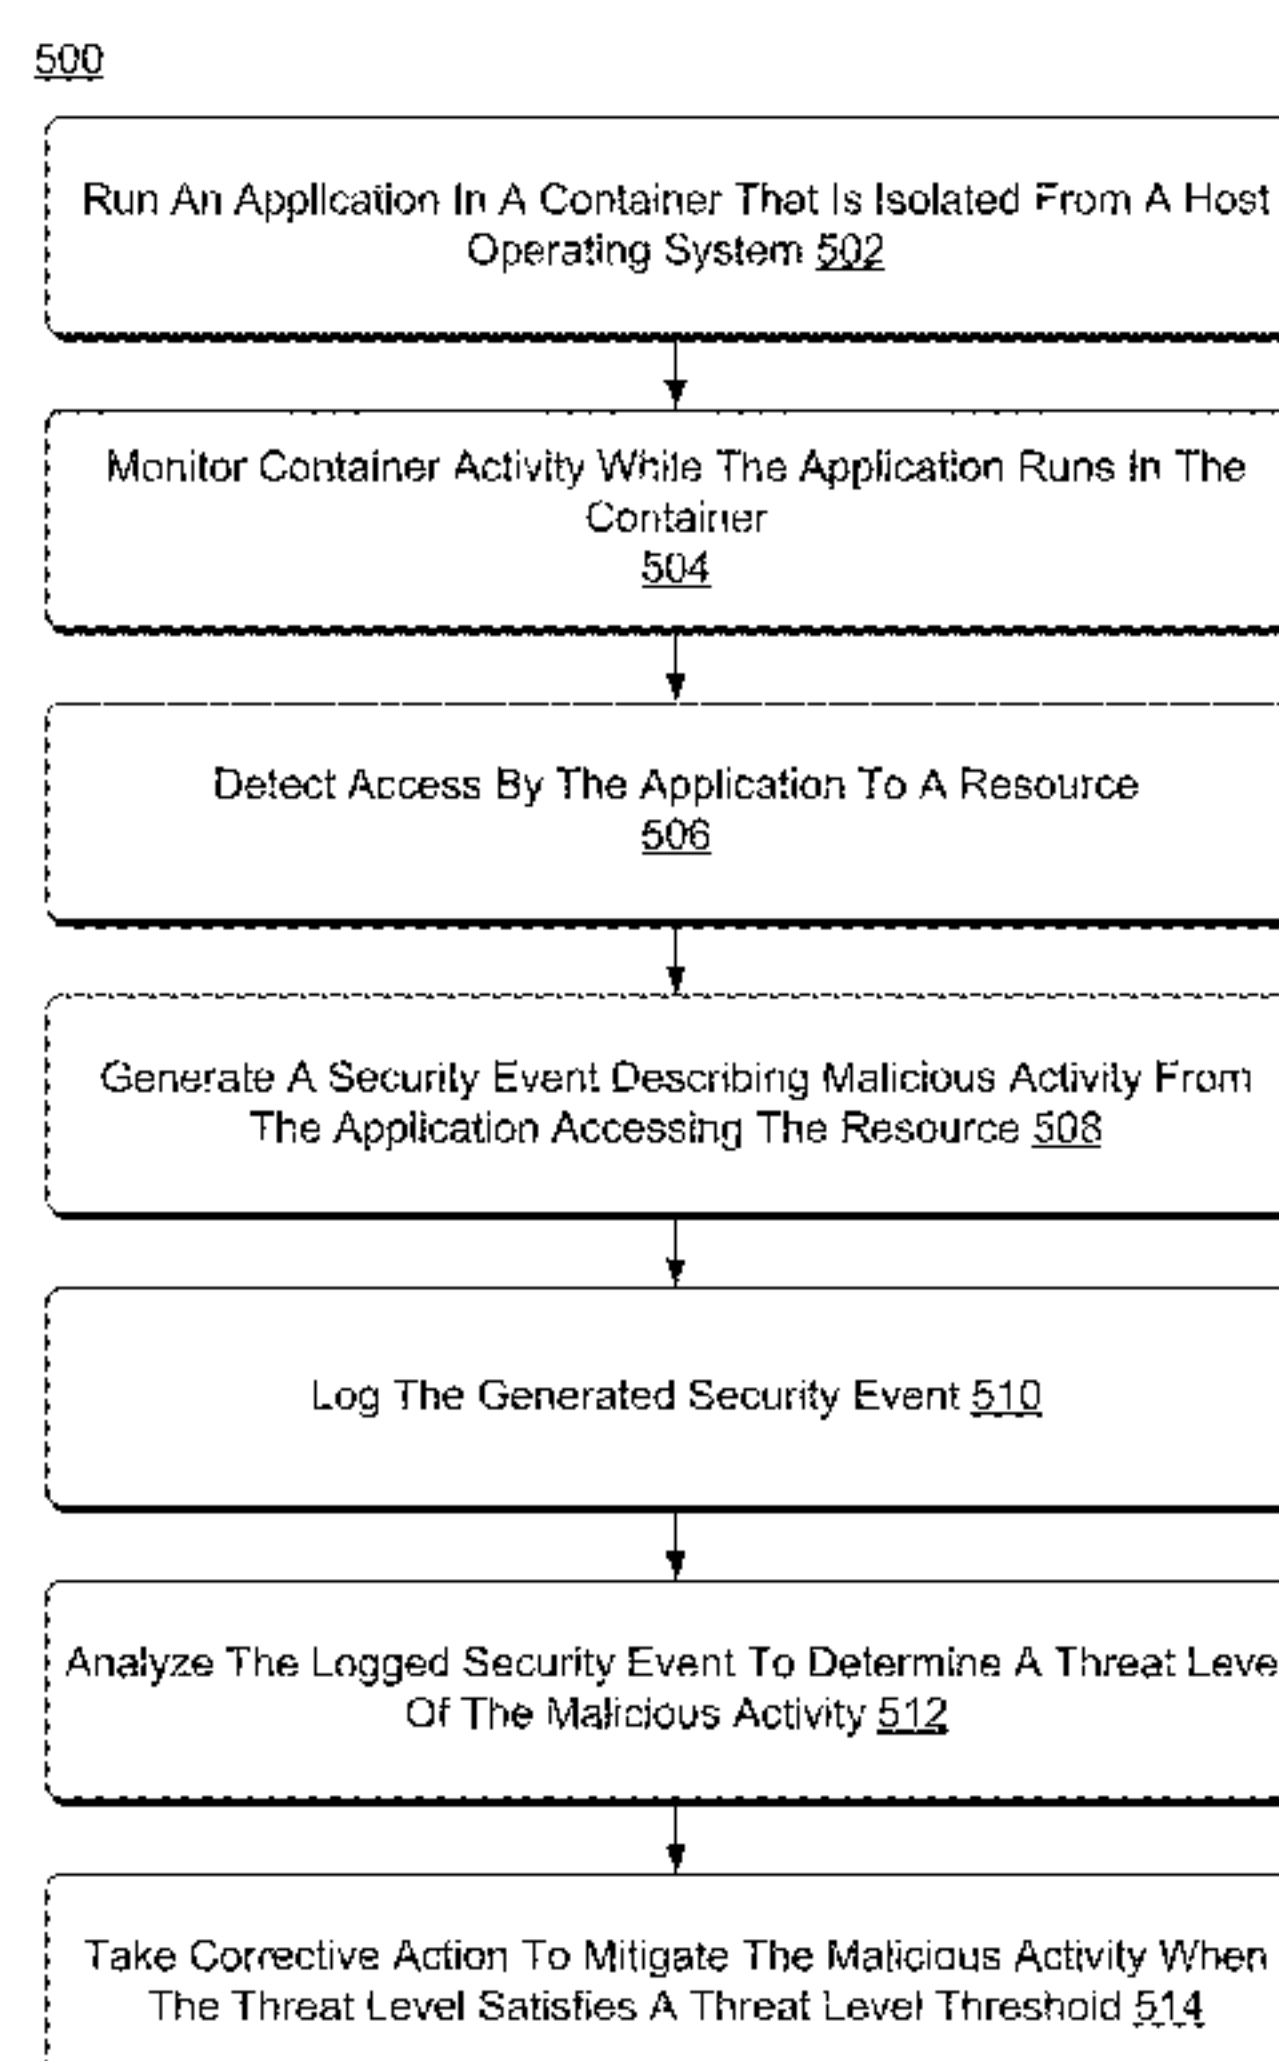 500
Run An Application In A Container That Is Isolated From A Host
Operating System 502
Monitor Container Activity While The Application Runs In The
Container
504
Detect Access By The Application To A Resource
506
Generate A Security Event Describing Malicious Activity From
The Application Accessing The Resource 508
Log The Generated Security Event 510
Analyze The Logged Security Event To Determine A Threat Leve
Of The Malicious Activity 512
Take Corrective Action To Mitigate The Malicious Activity When
The Threat Level Satisfies A Threat Level Threshold 514